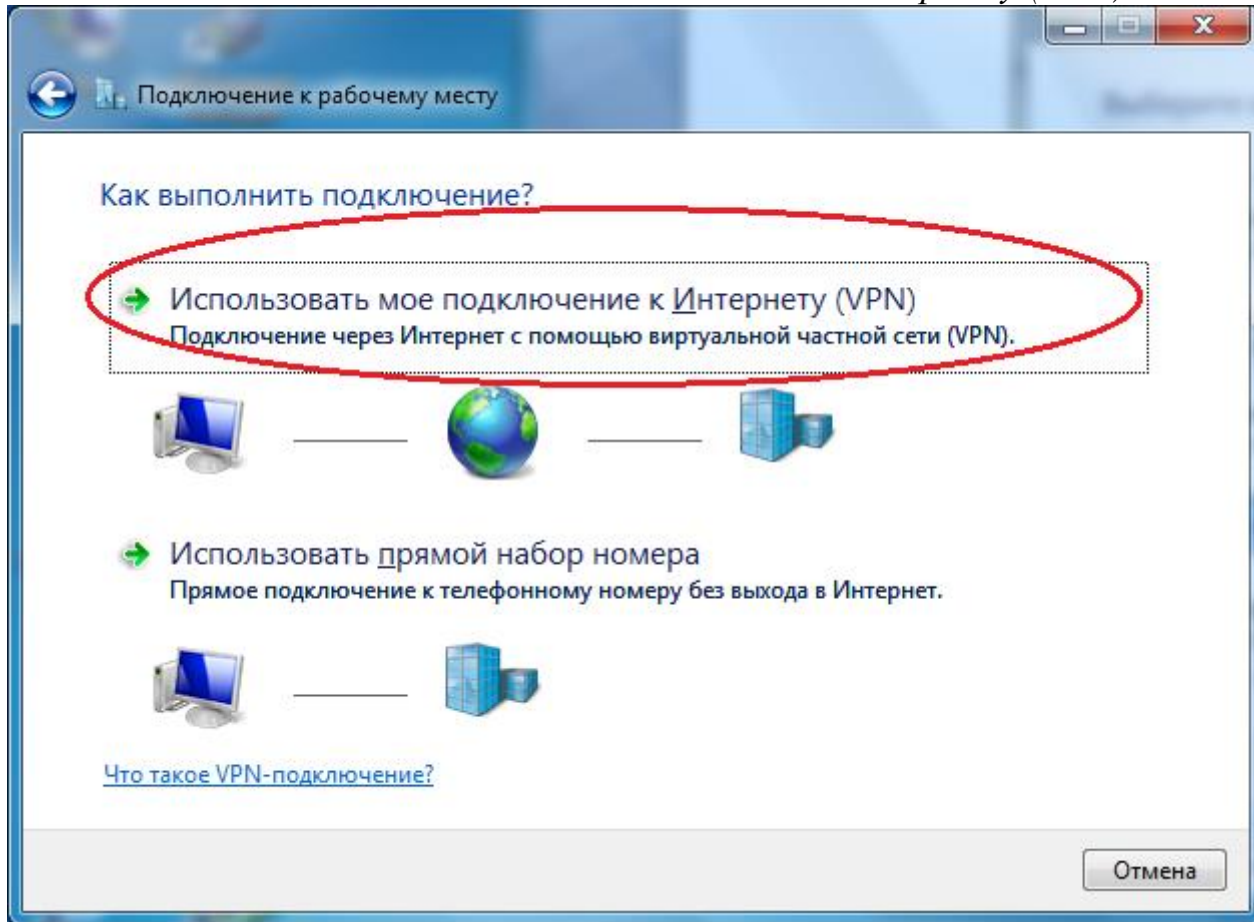 Подключение к рабочему месту
Как выполнить подключение?
Использовать мое подключение к Интернету (VPN)
Подключение через Интернет с помощью виртуальной частной сети (VPN).
Использовать прямой набор номера
Прямое подключение к телефонному номеру без выхода в Интернет.
Что такое VPN-подключение?
Отмена